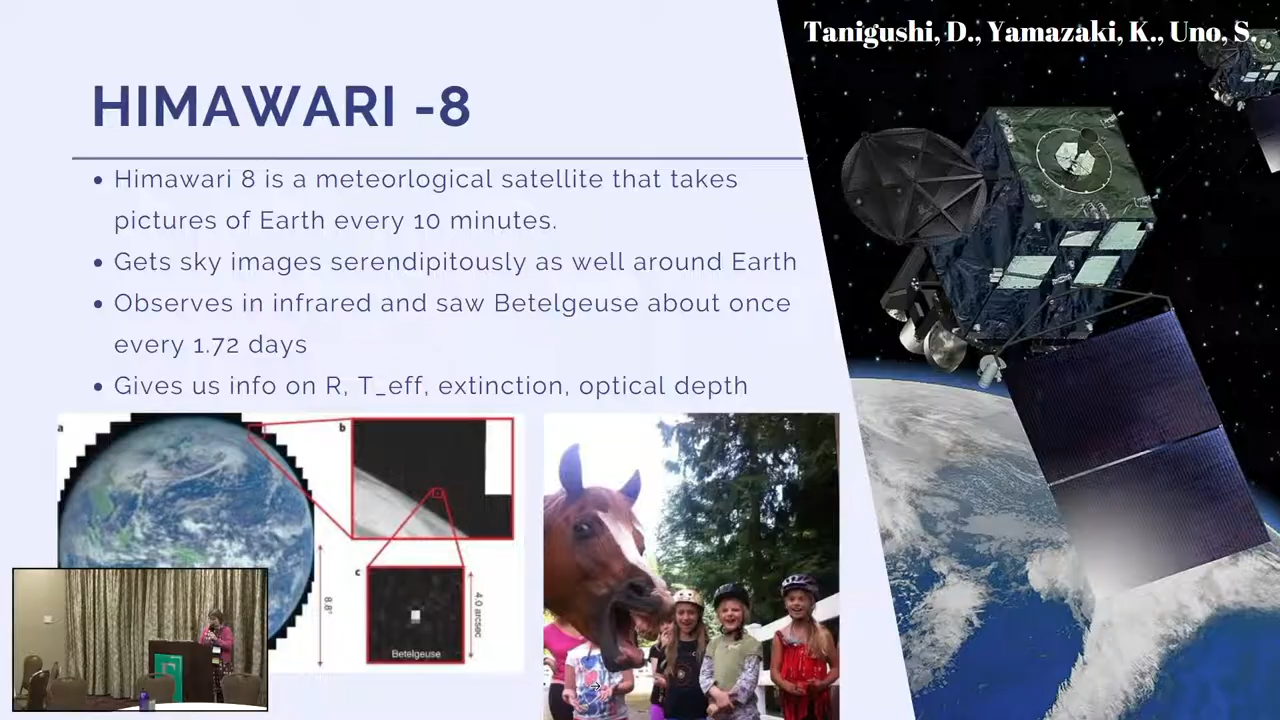 Tanigushi, D., Yamazaki, K., Uno, S.
HIMAWARI -8
• Himawari 8 is a meteorlogical satellite that takes
pictures of Earth every 10 minutes.
• Gets sky images serendipitously as well around Earth
• Observes in infrared and saw Betelgeuse about once
every 1.72 days
• Gives us info on R, T_eff, extinction, optical depth
a
b
c
8.8°
4.0 arcsec
Betelgeuse